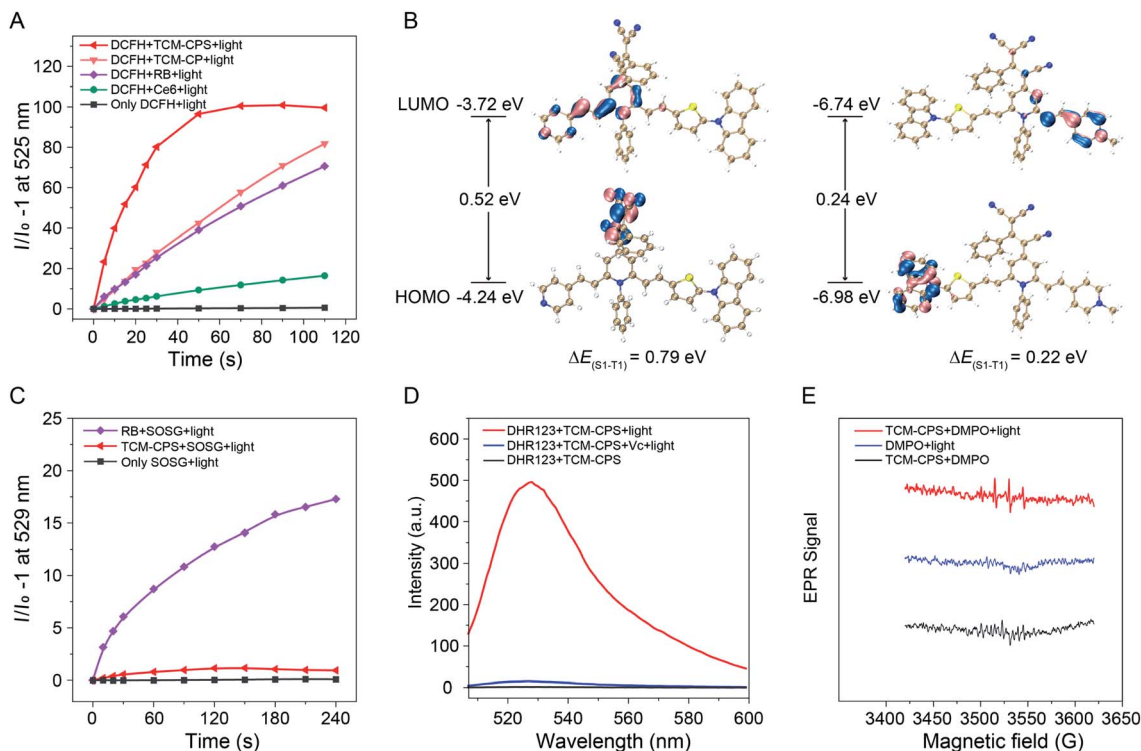 A
DCFH+TCM-CPS+light
DCFH+TCM-CP+light
DCFH+RB+light
DCFH+Ce6+light
Only DCFH+light
120
100
80
60
40
20
0
I/I₀ -1 at 525 nm
0 20 40 60 80 100 120
Time (s)
B
LUMO -3.72 eV
0.52 eV
HOMO -4.24 eV
ΔE(S1-T1) = 0.79 eV
-6.74 eV
0.24 eV
-6.98 eV
ΔE(S1-T1) = 0.22 eV
C
RB+SOSG+light
TCM-CPS+SOSG+light
Only SOSG+light
25
20
15
10
5
0
I/I₀ -1 at 529 nm
0 60 120 180 240
Time (s)
D
DHR123+TCM-CPS+light
DHR123+TCM-CPS+Vc+light
DHR123+TCM-CPS
600
500
400
300
200
100
0
Intensity (a.u.)
520 540 560 580 600
Wavelength (nm)
E
TCM-CPS+DMPO+light
DMPO+light
TCM-CPS+DMPO
EPR Signal
3400 3450 3500 3550 3600 3650
Magnetic field (G)